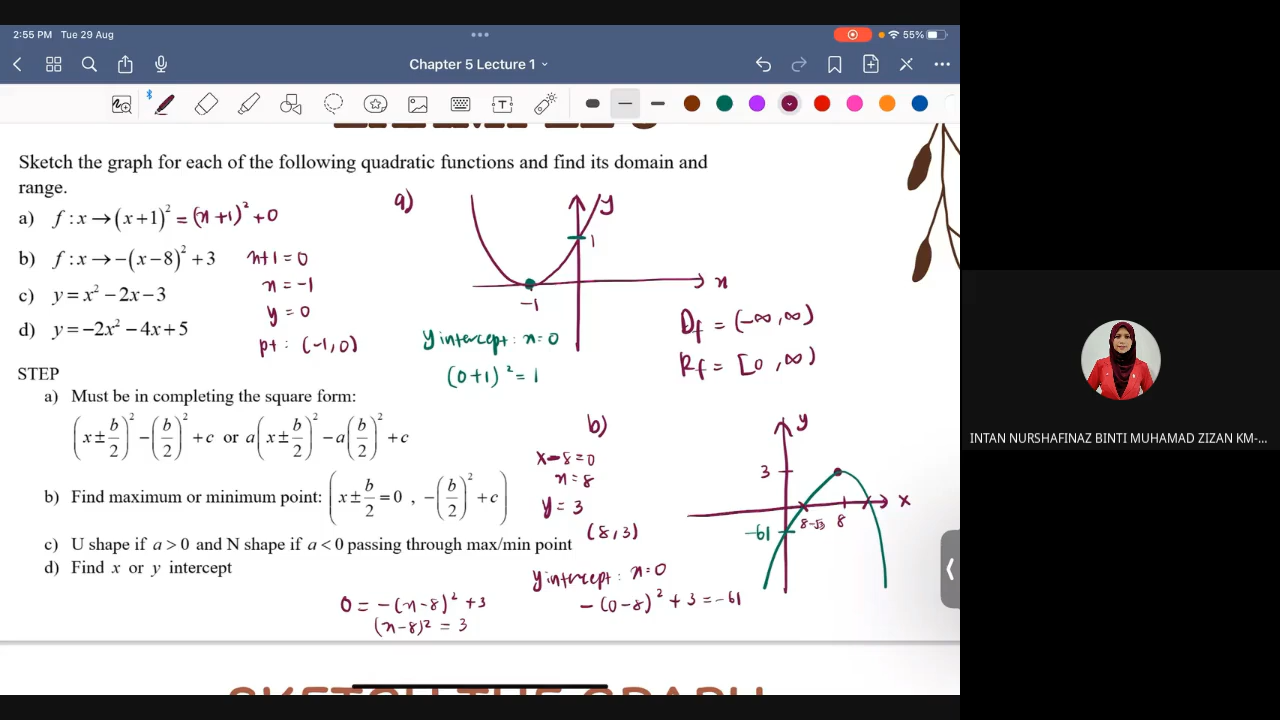 2:55 PM Tue 29 Aug
55%
Chapter 5 Lecture 1
Sketch the graph for each of the following quadratic functions and find its domain and
range.
a) f : x → (x+1)² = (x+1)² + 0
b) f : x → −(x−8)² + 3
c) y = x² − 2x − 3
d) y = −2x² − 4x + 5
x+1 = 0
x = −1
y = 0
pt : (−1, 0)
a)
y
1
x
−1
y intercept : x = 0
(0+1)² = 1
Df = (−∞, ∞)
Rf = [0, ∞)
STEP
a) Must be in completing the square form:
(x ± b/2)² − (b/2)² + c or a(x ± b/2)² − a(b/2)² + c
b) Find maximum or minimum point: (x ± b/2 = 0 , −(b/2)² + c)
c) U shape if a > 0 and N shape if a < 0 passing through max/min point
d) Find x or y intercept
b)
x − 8 = 0
x = 8
y = 3
(8, 3)
y intercept : x = 0
−(0−8)² + 3 = −61
0 = −(x−8)² + 3
(x−8)² = 3
y
3
x
8−√3
8
−61
SKETCH THE GRAPH
INTAN NURSHAFINAZ BINTI MUHAMAD ZIZAN KM-...